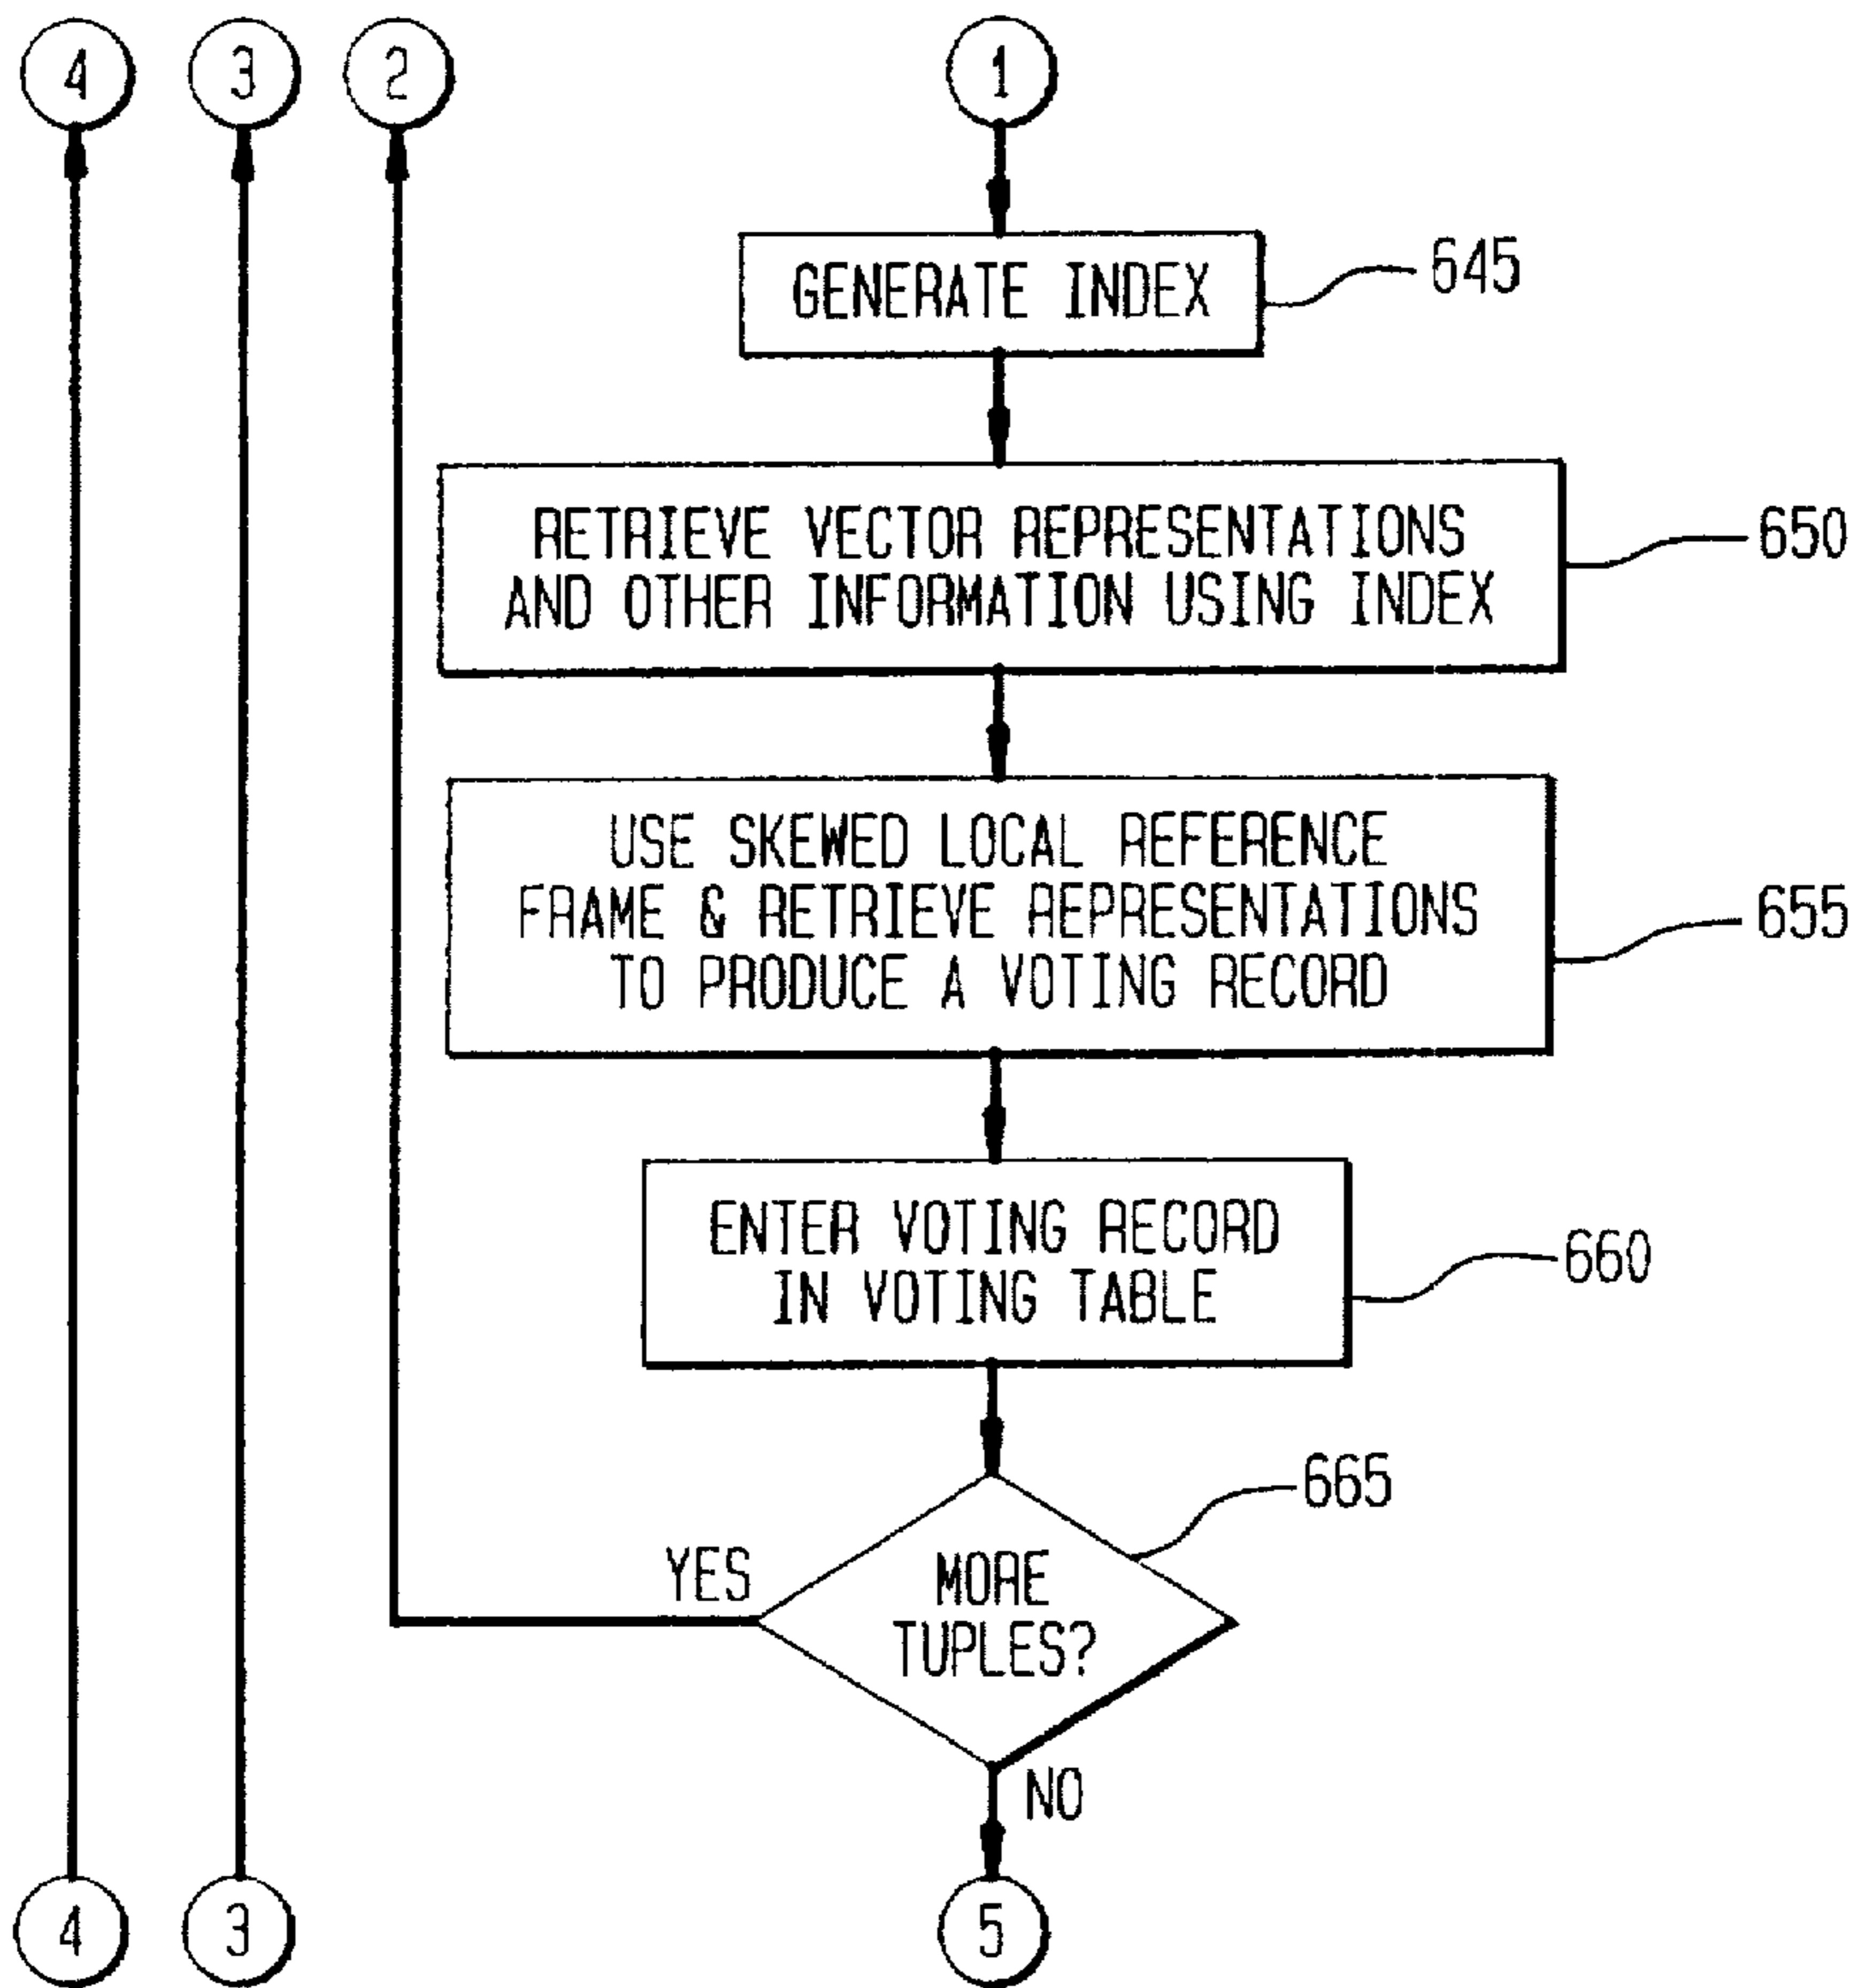 4 3 2 1
GENERATE INDEX
645
RETRIEVE VECTOR REPRESENTATIONS
AND OTHER INFORMATION USING INDEX
650
USE SKEWED LOCAL REFERENCE
FRAME & RETRIEVE REPRESENTATIONS
TO PRODUCE A VOTING RECORD
655
ENTER VOTING RECORD
IN VOTING TABLE
660
665
YES
MORE
TUPLES?
NO
4 3 5